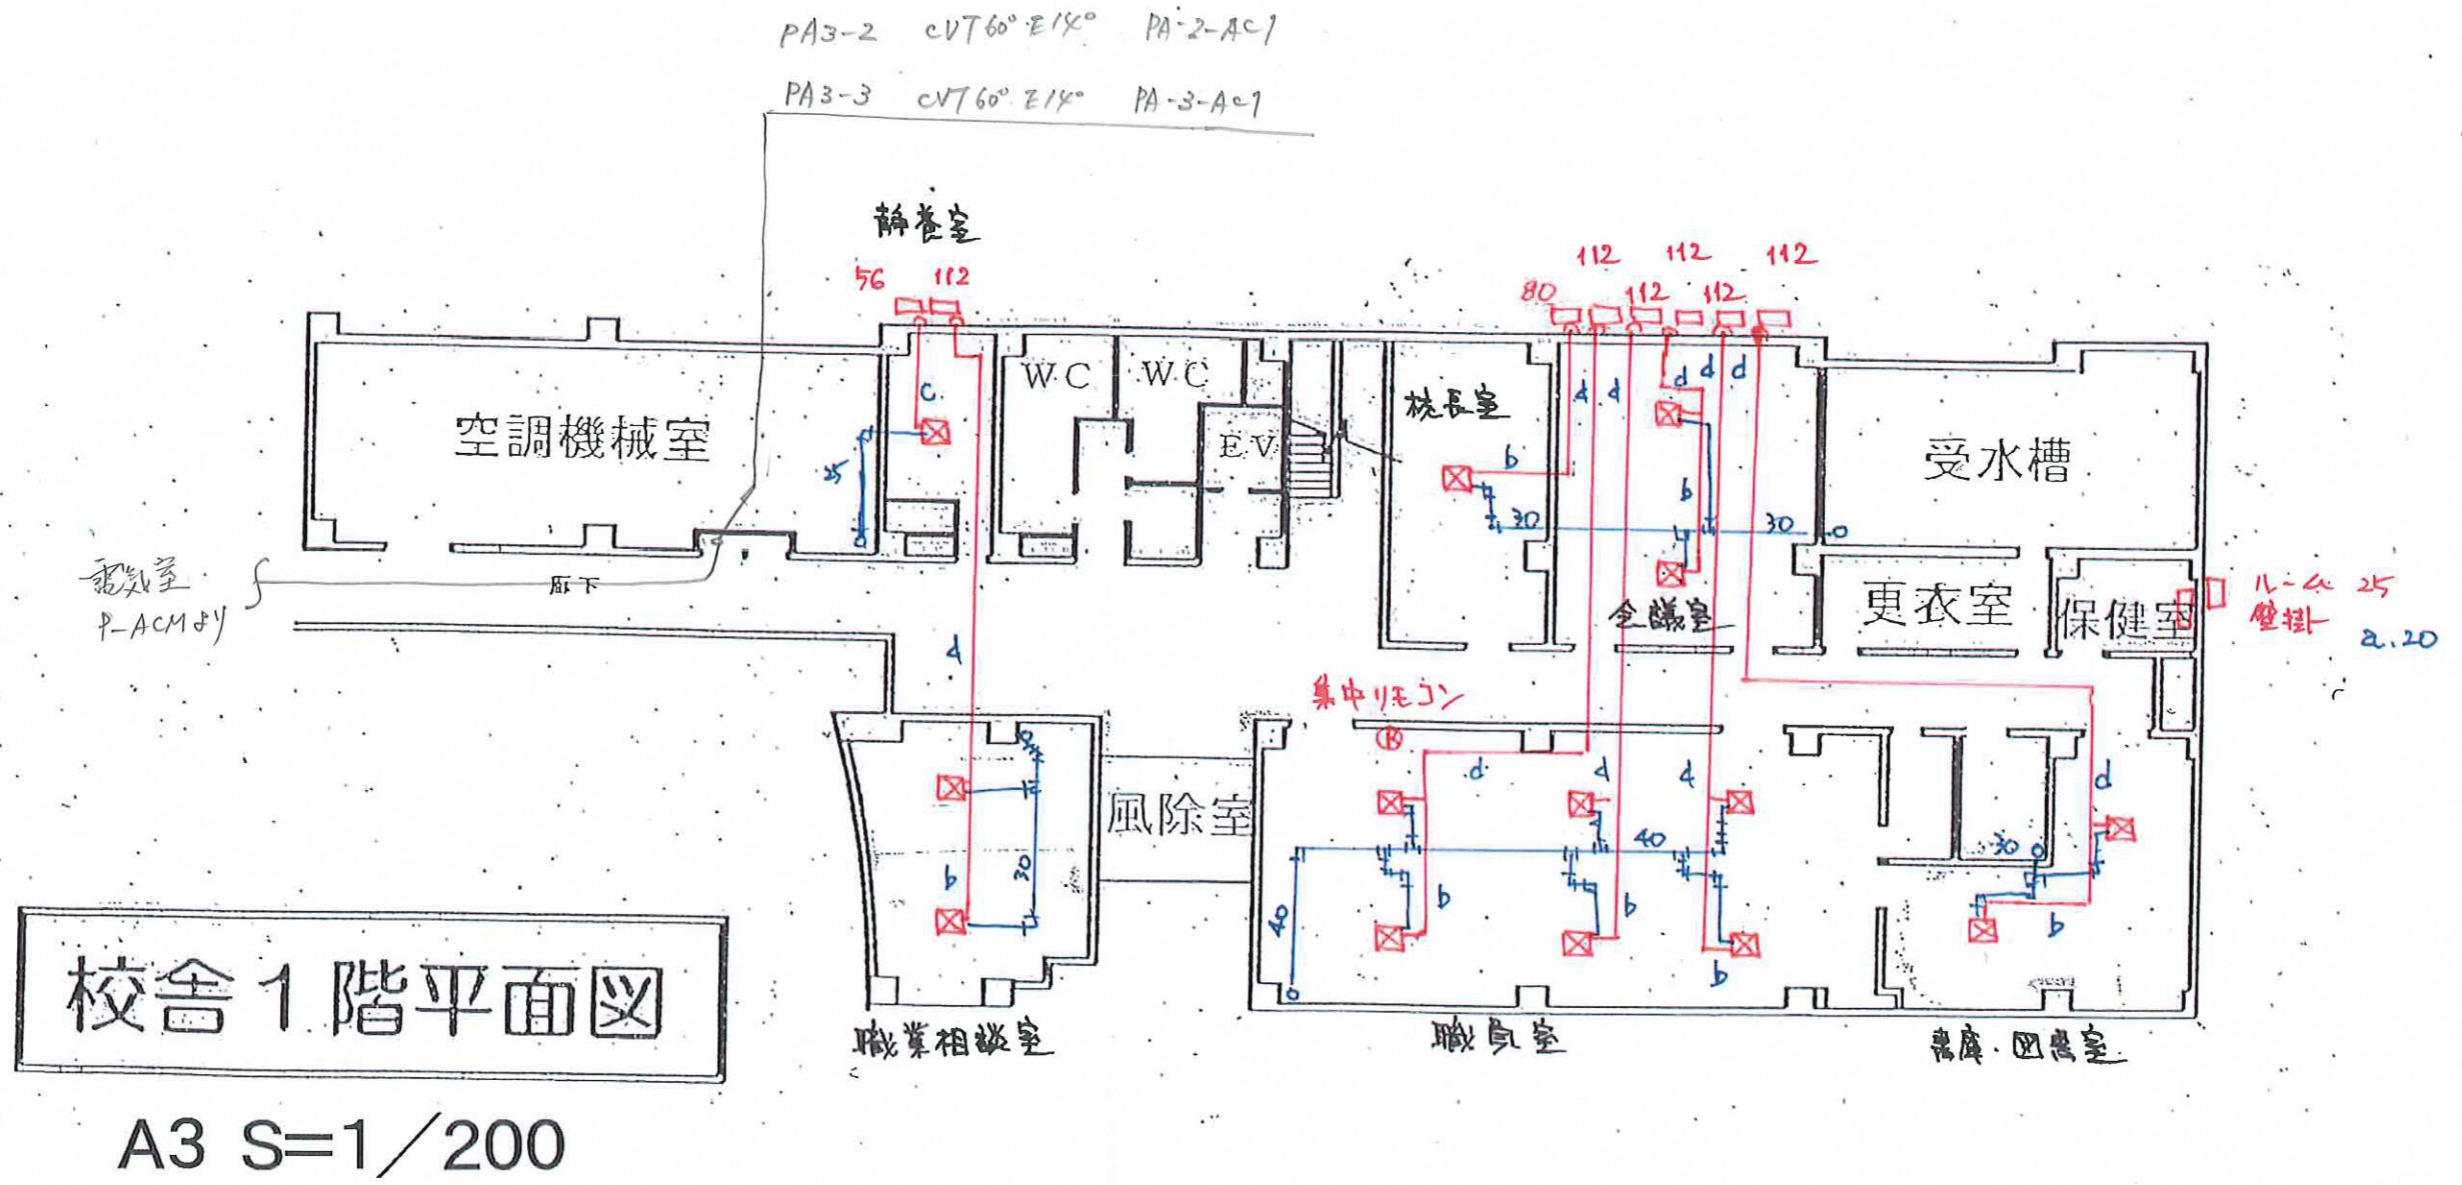 PA3-2 CVT60° E14° PA-2-AC1
PA3-3 CVT60° E14° PA-3-AC1
静養室
56 112
112 112 112
80 112 112
空調機械室
c
25
WC
WC
EV
校長室
b
30
d d d d d
b
30
会議室
受水槽
更衣室
保健室
ルーム 25
壁掛
a.20
電気室
P-ACMより
廊下
d
集中リモコン
R
風除室
b
30
d d d
40
40
b b b
d
30
b
職業相談室
職員室
書庫・図書室
校舎1階平面図
A3 S=1/200